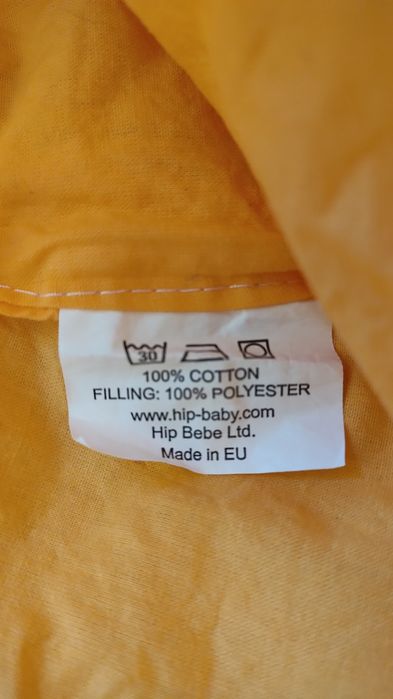 30
100% COTTON
FILLING: 100% POLYESTER
www.hip-baby.com
Hip Bebe Ltd.
Made in EU